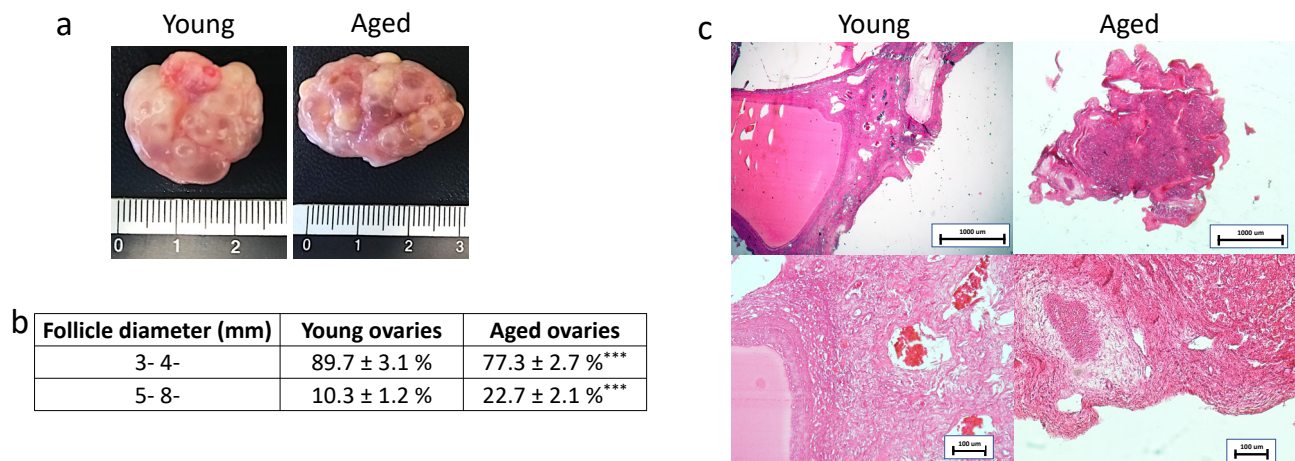 a
Young
Aged
0 1 2
0 1 2 3
b
Follicle diameter (mm) Young ovaries Aged ovaries
3- 4- 89.7 ± 3.1 % 77.3 ± 2.7 %***
5- 8- 10.3 ± 1.2 % 22.7 ± 2.1 %***
c
Young
Aged
1000 um
1000 um
100 um
100 um